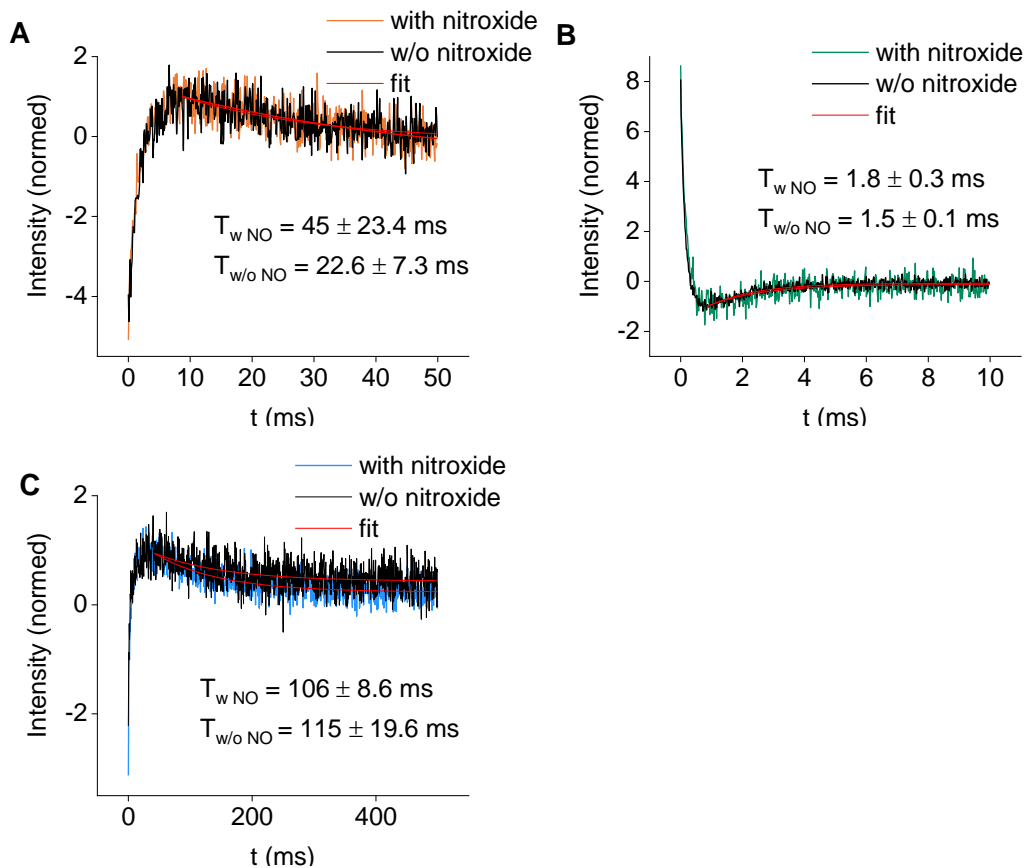 A
with nitroxide
w/o nitroxide
fit
2
0
-2
-4
Intensity (normed)
T w NO = 45 ± 23.4 ms
T w/o NO = 22.6 ± 7.3 ms
0 10 20 30 40 50
t (ms)
B
with nitroxide
w/o nitroxide
fit
8
6
4
2
0
-2
Intensity (normed)
T w NO = 1.8 ± 0.3 ms
T w/o NO = 1.5 ± 0.1 ms
0 2 4 6 8 10
t (ms)
C
with nitroxide
w/o nitroxide
fit
2
0
-2
Intensity (normed)
T w NO = 106 ± 8.6 ms
T w/o NO = 115 ± 19.6 ms
0 200 400
t (ms)